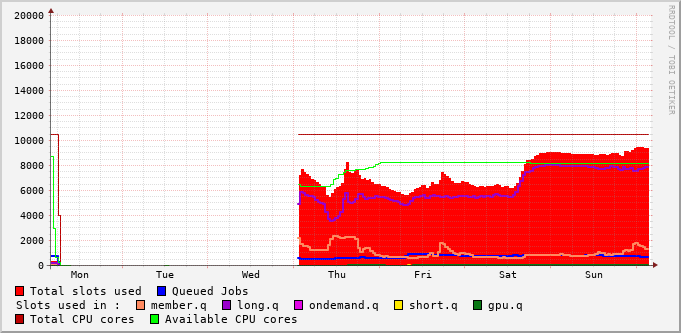 20000
18000
16000
14000
12000
10000
8000
6000
4000
2000
0
Mon Tue Wed Thu Fri Sat Sun
RRDTOOL / TOBI OETIKER
Total slots used Queued Jobs
Slots used in : member.q long.q ondemand.q short.q gpu.q
Total CPU cores Available CPU cores